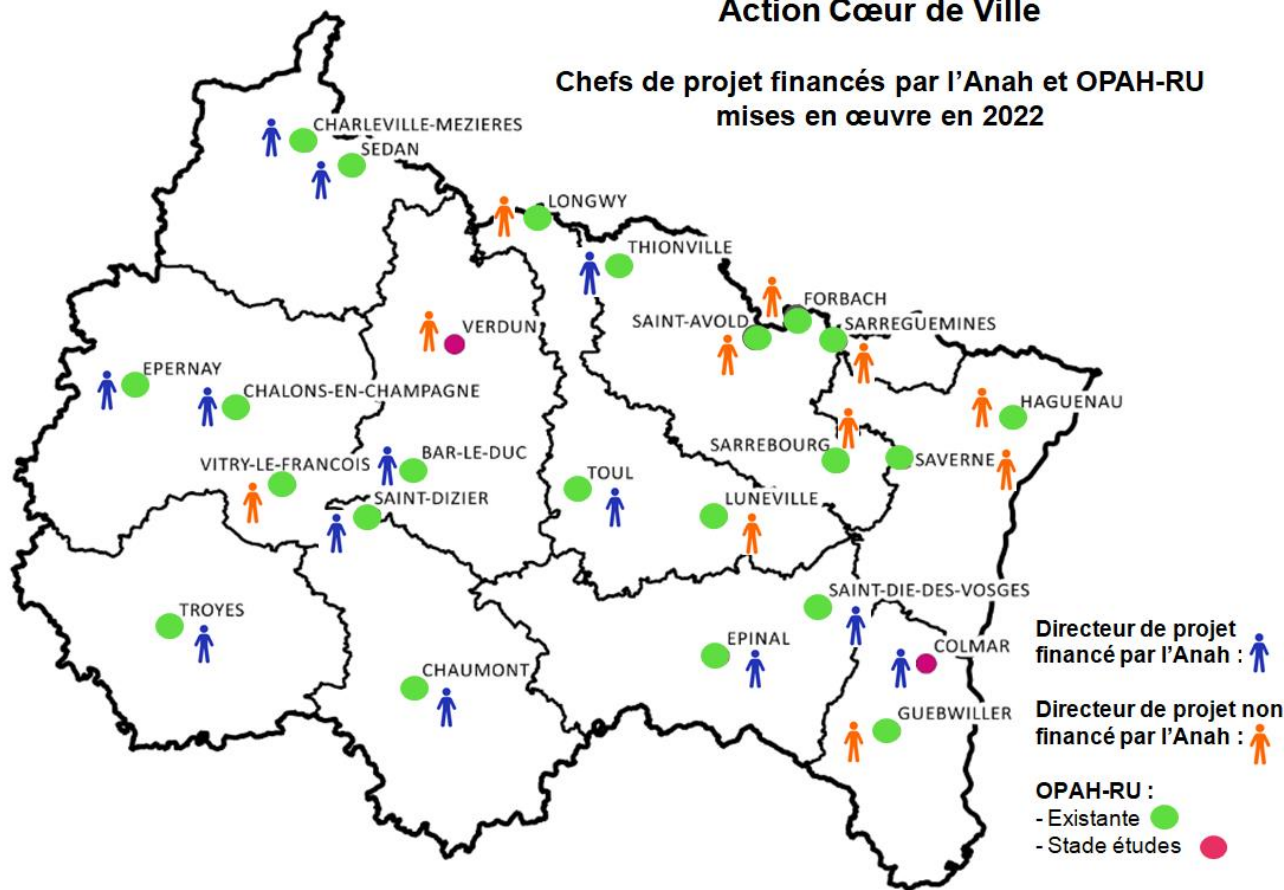 Action Cœur de Ville
Chefs de projet financés par l'Anah et OPAH-RU
mises en œuvre en 2022
CHARLEVILLE-MEZIERES
SEDAN
LONGWY
THIONVILLE
FORBACH
SAINT-AVOLD
SARREGUEMINES
VERDUN
EPERNAY
CHALONS-EN-CHAMPAGNE
HAGUENAU
SARREBOURG
BAR-LE-DUC
SAVERNE
VITRY-LE-FRANCOIS
TOUL
SAINT-DIZIER
LUNEVILLE
SAINT-DIE-DES-VOSGES
TROYES
EPINAL
COLMAR
CHAUMONT
GUEBWILLER
Directeur de projet
financé par l'Anah :
Directeur de projet non
financé par l'Anah :
OPAH-RU :
- Existante
- Stade études